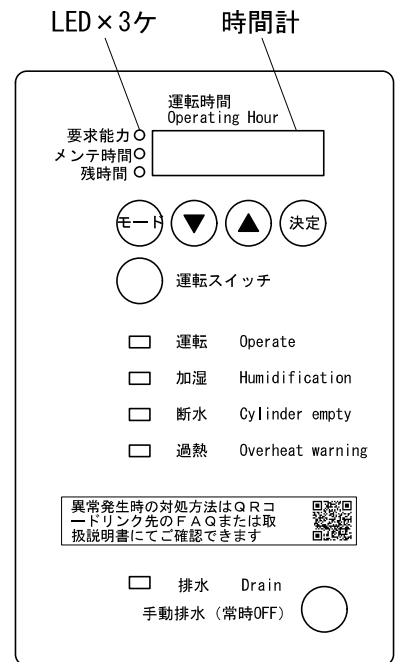 LED×3ケ 時間計
運転時間
Operating Hour
要求能力
メンテ時間
残時間
モード ▼ ▲ 決定
運転スイッチ
運転 Operate
加湿 Humidification
断水 Cylinder empty
過熱 Overheat warning
異常発生時の対処方法はQRコ
ードリンク先のFAQまたは取
扱説明書にてご確認できます
排水 Drain
手動排水（常時OFF）